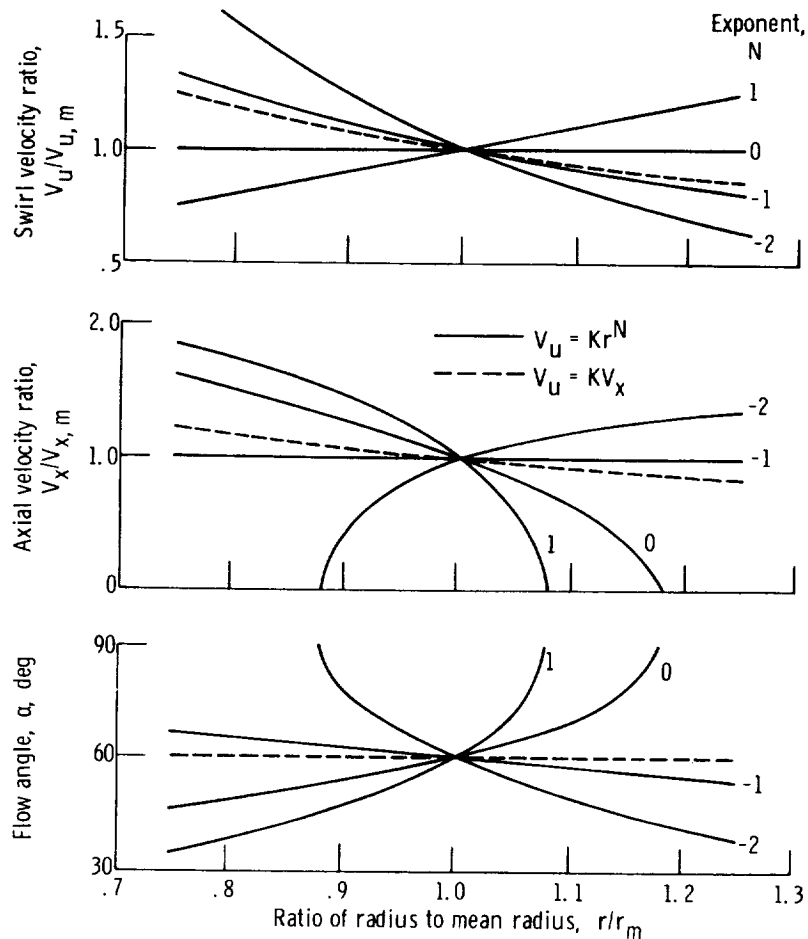 Exponent,
N
1.5
1.0
.5
Swirl velocity ratio,
V_u/V_u, m
1
0
-1
-2
2.0
1.0
0
Axial velocity ratio,
V_x/V_x, m
V_u = Kr^N
V_u = KV_x
-2
-1
1
0
90
60
30
Flow angle, α, deg
1
0
-1
-2
.7 .8 .9 1.0 1.1 1.2 1.3
Ratio of radius to mean radius, r/r_m